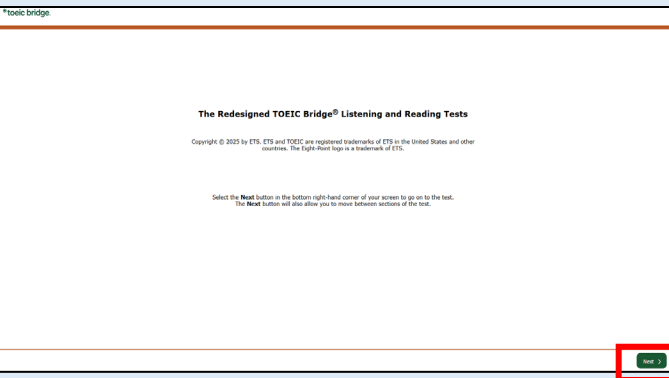 *toeic bridge.
The Redesigned TOEIC Bridge® Listening and Reading Tests
Copyright © 2025 by ETS. ETS and TOEIC are registered trademarks of ETS in the United States and other
countries. The Eight-Point logo is a trademark of ETS.
Select the Next button in the bottom right-hand corner of your screen to go on to the test.
The Next button will also allow you to move between sections of the test.
Next >